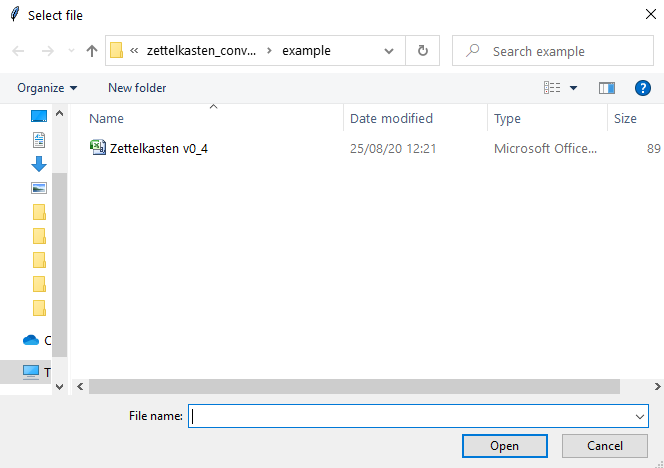 Select file
« zettelkasten_conv... › example
Search example
Organize
New folder
Name
Date modified
Type
Size
Zettelkasten v0_4
25/08/20 12:21
Microsoft Office...
89
C
T
File name:
Open
Cancel